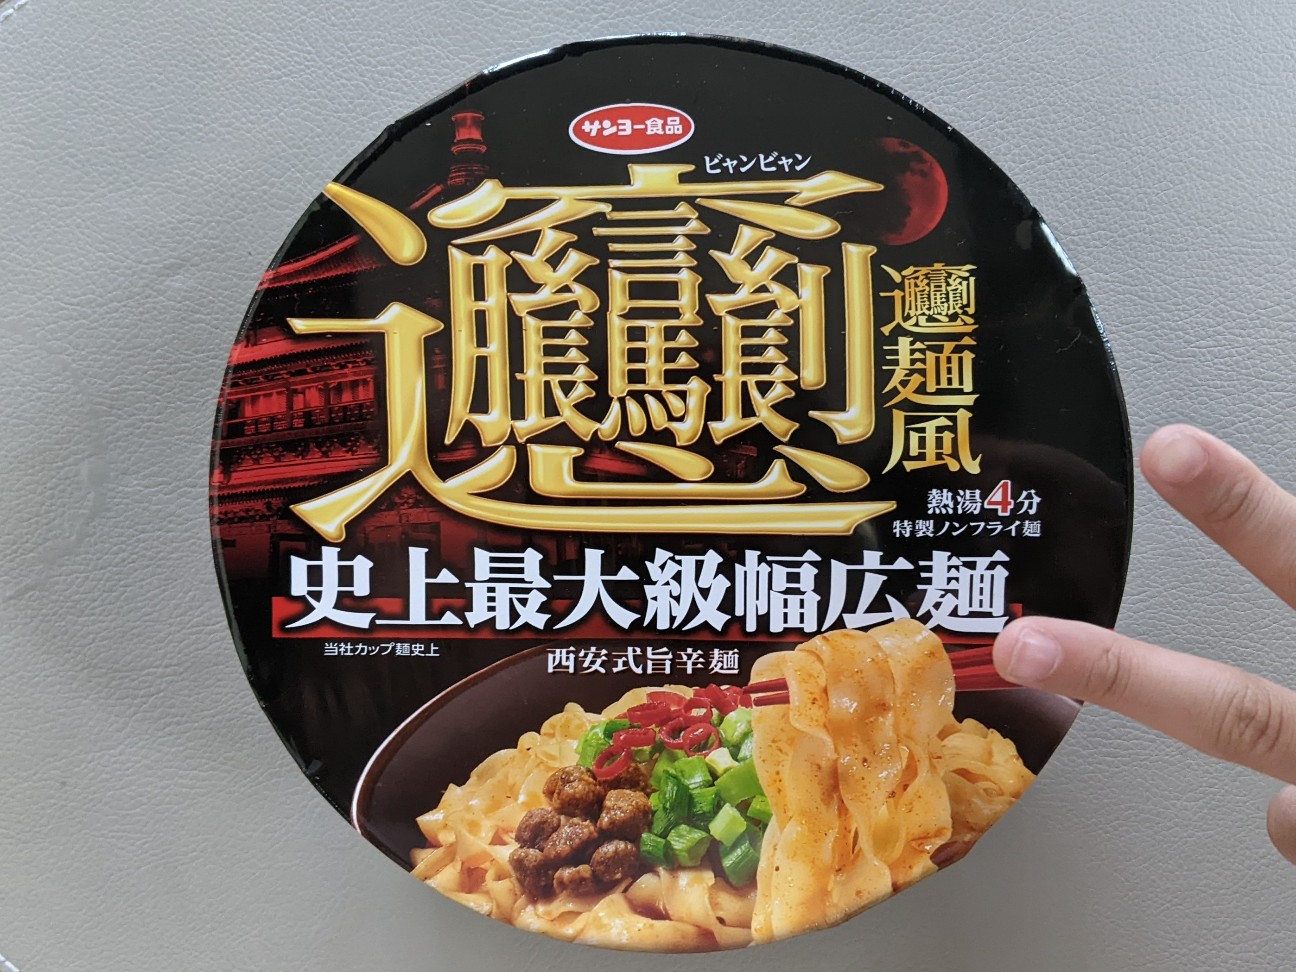 サンヨー食品
ビャンビャン
𰻞
𰻞麺風
熱湯4分
特製ノンフライ麺
史上最大級幅広麺
当社カップ麺史上
西安式旨辛麺